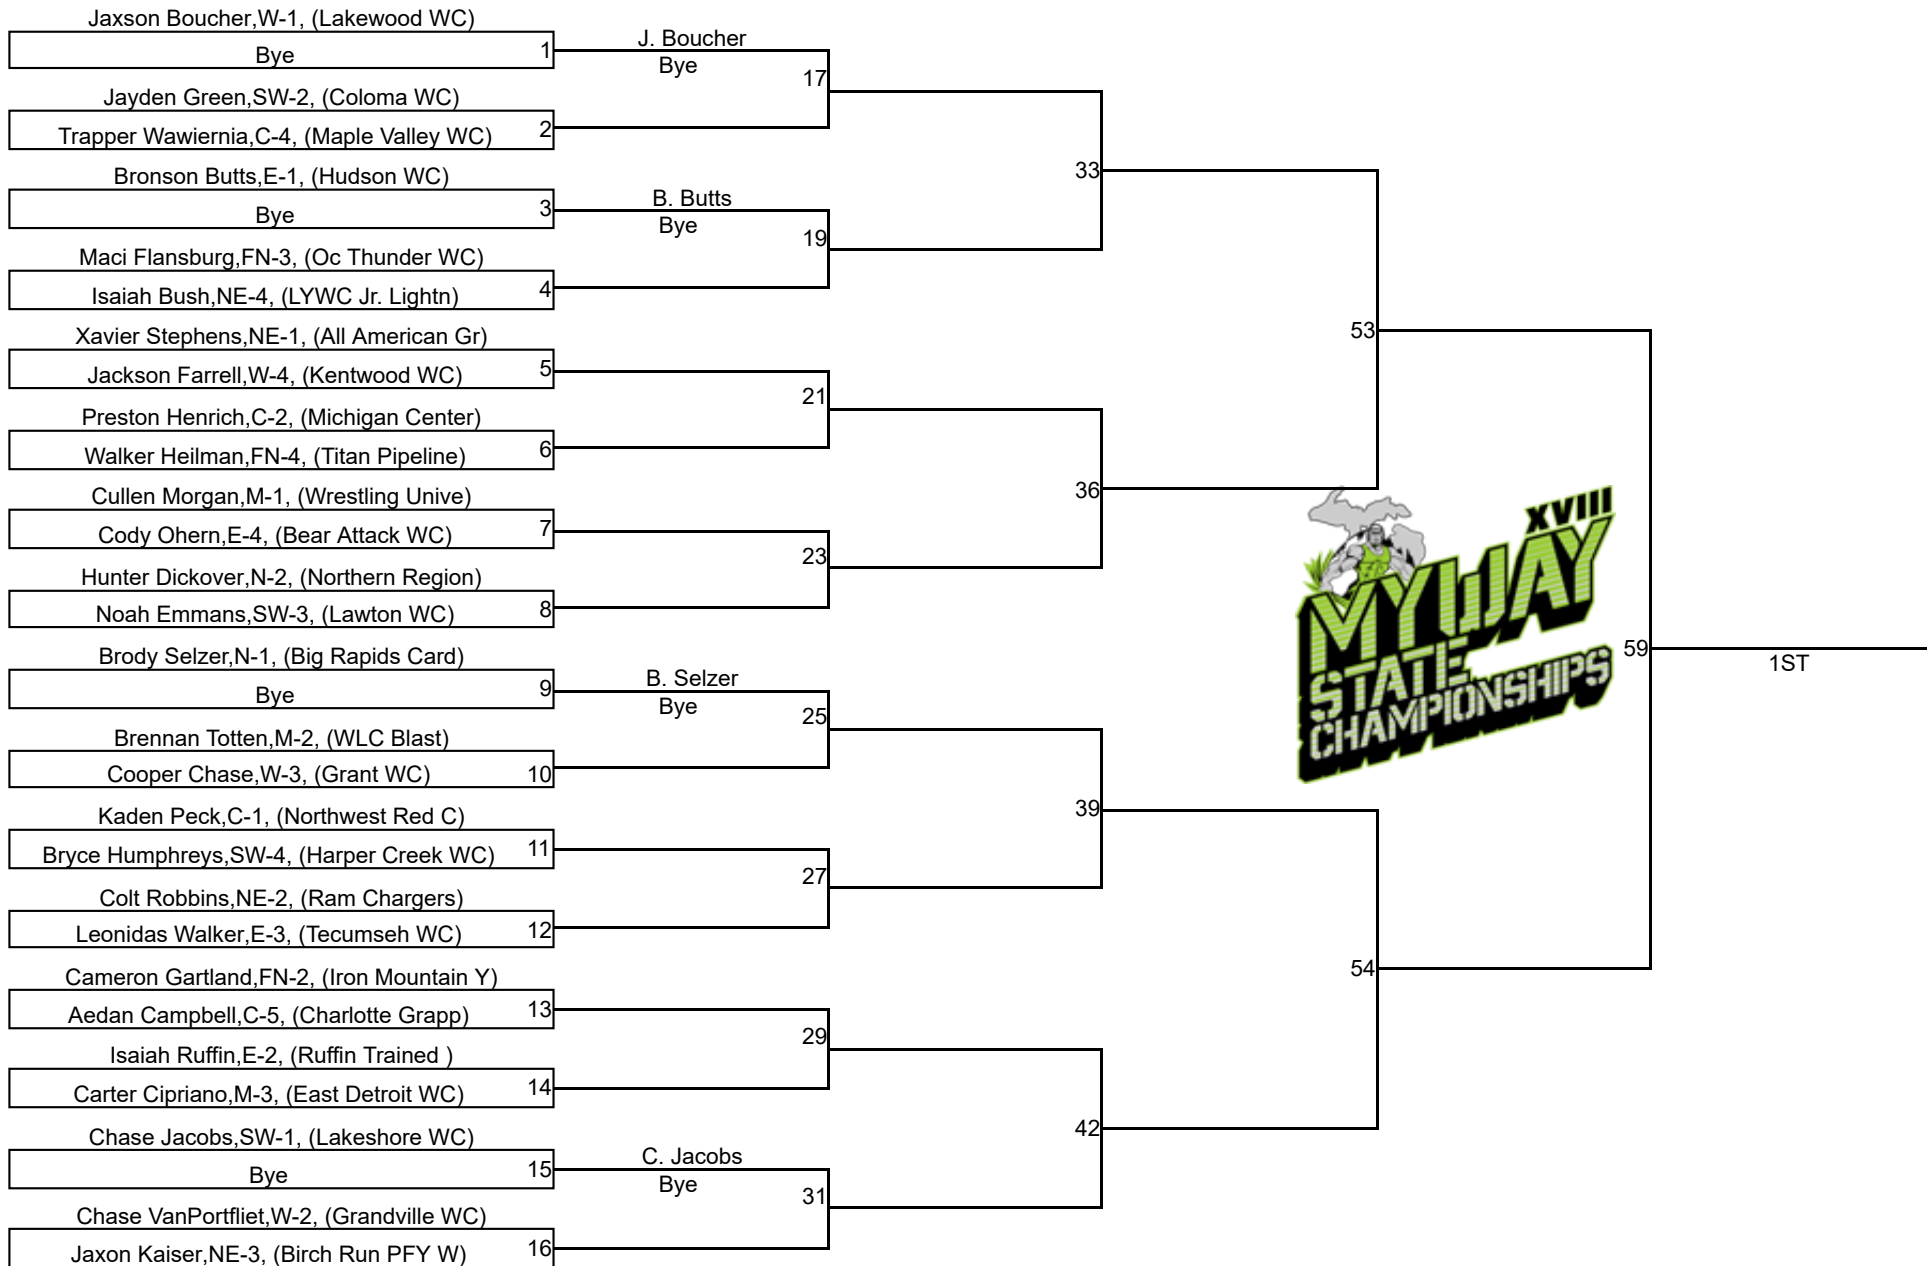 Jaxson Boucher,W-1, (Lakewood WC)
Bye
1
J. Boucher
Bye
17
Jayden Green,SW-2, (Coloma WC)
Trapper Wawiernia,C-4, (Maple Valley WC)
2
33
Bronson Butts,E-1, (Hudson WC)
Bye
3
B. Butts
Bye
19
Maci Flansburg,FN-3, (Oc Thunder WC)
Isaiah Bush,NE-4, (LYWC Jr. Lightn)
4
53
Xavier Stephens,NE-1, (All American Gr)
Jackson Farrell,W-4, (Kentwood WC)
5
21
Preston Henrich,C-2, (Michigan Center)
Walker Heilman,FN-4, (Titan Pipeline)
6
36
Cullen Morgan,M-1, (Wrestling Unive)
Cody Ohern,E-4, (Bear Attack WC)
7
23
Hunter Dickover,N-2, (Northern Region)
Noah Emmans,SW-3, (Lawton WC)
8
XVIII
MYWAY
STATE
CHAMPIONSHIPS
59
1ST
Brody Selzer,N-1, (Big Rapids Card)
Bye
9
B. Selzer
Bye
25
Brennan Totten,M-2, (WLC Blast)
Cooper Chase,W-3, (Grant WC)
10
39
Kaden Peck,C-1, (Northwest Red C)
Bryce Humphreys,SW-4, (Harper Creek WC)
11
27
Colt Robbins,NE-2, (Ram Chargers)
Leonidas Walker,E-3, (Tecumseh WC)
12
54
Cameron Gartland,FN-2, (Iron Mountain Y)
Aedan Campbell,C-5, (Charlotte Grapp)
13
29
Isaiah Ruffin,E-2, (Ruffin Trained )
Carter Cipriano,M-3, (East Detroit WC)
14
42
Chase Jacobs,SW-1, (Lakeshore WC)
Bye
15
C. Jacobs
Bye
31
Chase VanPortfliet,W-2, (Grandville WC)
Jaxon Kaiser,NE-3, (Birch Run PFY W)
16